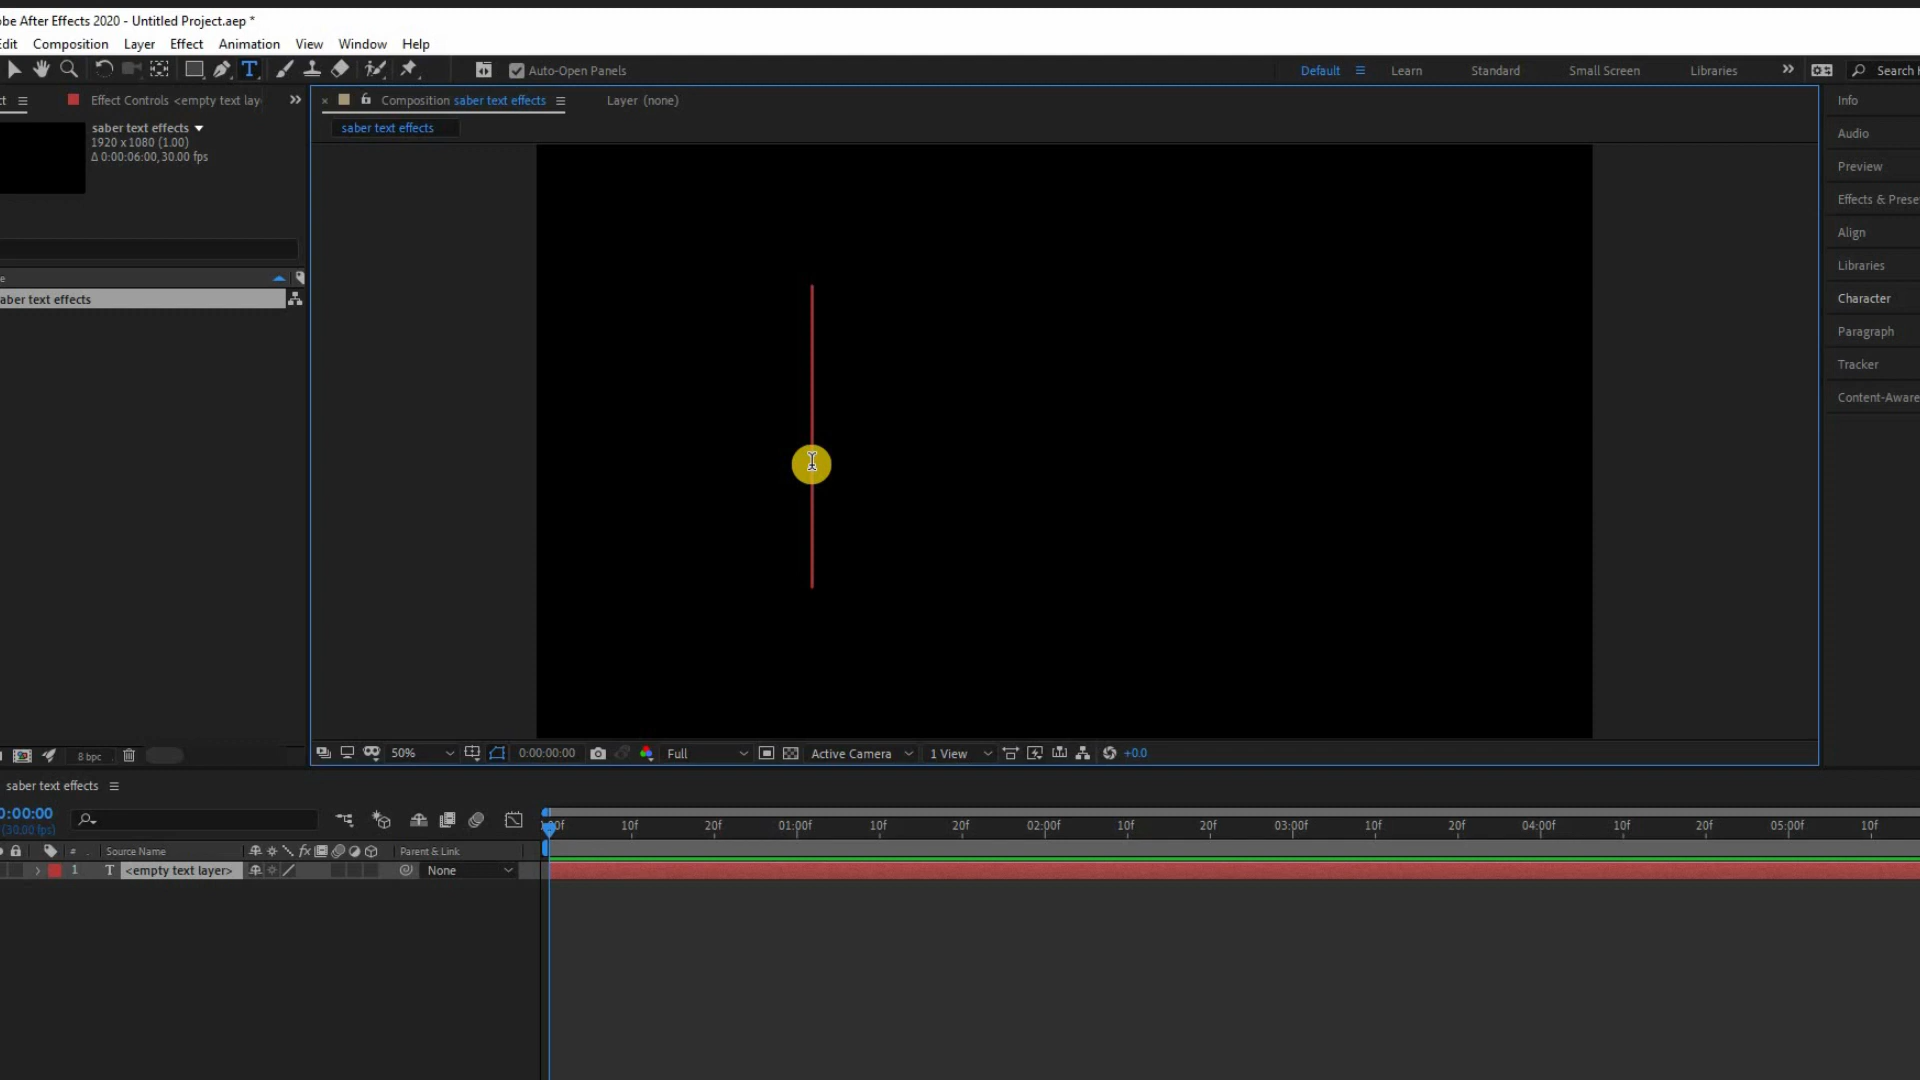 be After Effects 2020 - Untitled Project.aep *
Edit Composition Layer Effect Animation View Window Help
T Auto-Open Panels Default Learn Standard Small Screen Libraries » Search H
ct Effect Controls <empty text lay » × Composition saber text effects Layer (none) Info
saber text effects
1920 x 1080 (1.00)
Δ 0:00:06:00, 30.00 fps
saber text effects
Audio
Preview
Effects & Prese
Align
Libraries
Character
Paragraph
Tracker
Content-Aware
e
aber text effects
8 bpc
50% 0:00:00:00 Full Active Camera 1 View +0.0
saber text effects
0:00:00
(30.00 fps)
:00f 10f 20f 01:00f 10f 20f 02:00f 10f 20f 03:00f 10f 20f 04:00f 10f 20f 05:00f 10f
# Source Name fx Parent & Link
1 T <empty text layer> None